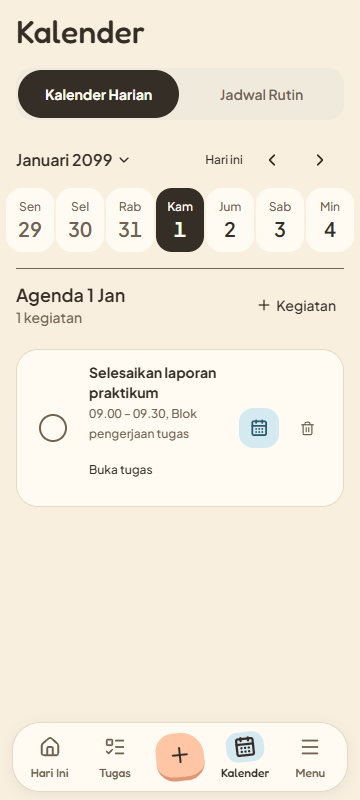 Kalender
Kalender Harian
Jadwal Rutin
Januari 2099
Hari ini
Sen Sel Rab Kam Jum Sab Min
29 30 31 1 2 3 4
Agenda 1 Jan
1 kegiatan
+ Kegiatan
Selesaikan laporan
praktikum
09.00 – 09.30, Blok
pengerjaan tugas
Buka tugas
Hari Ini
Tugas
Kalender
Menu